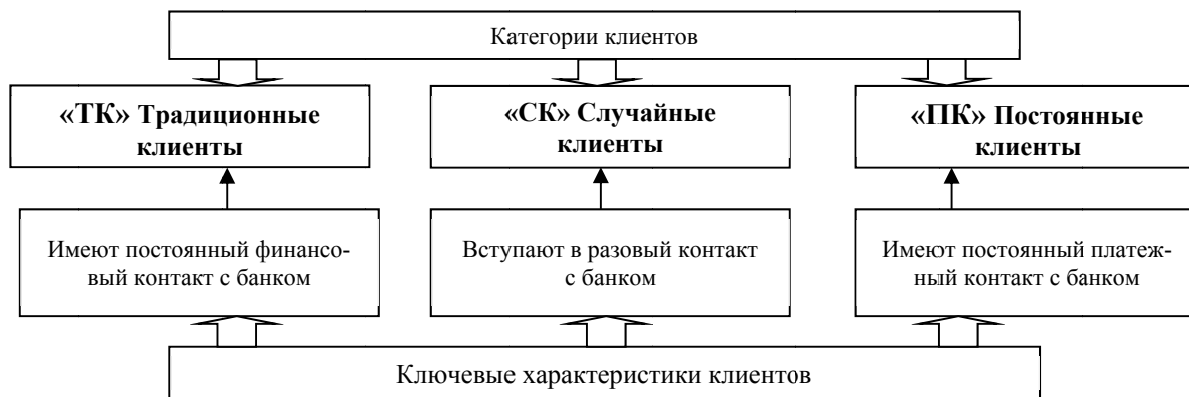 Категории клиентов
«ТК» Традиционные
клиенты
«СК» Случайные
клиенты
«ПК» Постоянные
клиенты
Имеют постоянный финансо-
вый контакт с банком
Вступают в разовый контакт
с банком
Имеют постоянный платеж-
ный контакт с банком
Ключевые характеристики клиентов